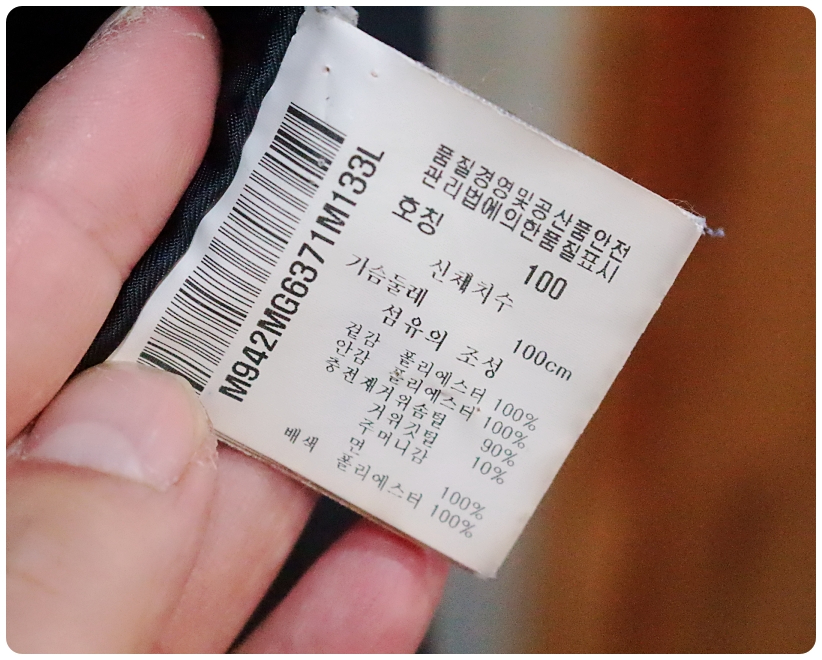 M942MG6371M133L
품질경영및공산품안전
관리법에의한품질표시
호칭 100
신체치수
가슴둘레 100cm
섬유의 조성
겉감 폴리에스터 100%
안감 폴리에스터 100%
충전재거위솜털 90%
거위깃털 10%
주머니감
면 100%
배색 폴리에스터 100%